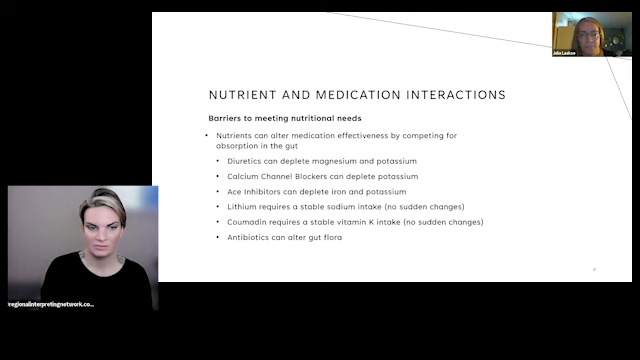 Julia Laakso
NUTRIENT AND MEDICATION INTERACTIONS
Barriers to meeting nutritional needs
• Nutrients can alter medication effectiveness by competing for
absorption in the gut
• Diuretics can deplete magnesium and potassium
• Calcium Channel Blockers can deplete potassium
• Ace Inhibitors can deplete iron and potassium
• Lithium requires a stable sodium intake (no sudden changes)
• Coumadin requires a stable vitamin K intake (no sudden changes)
• Antibiotics can alter gut flora
regionalinterpretingnetwork.co...